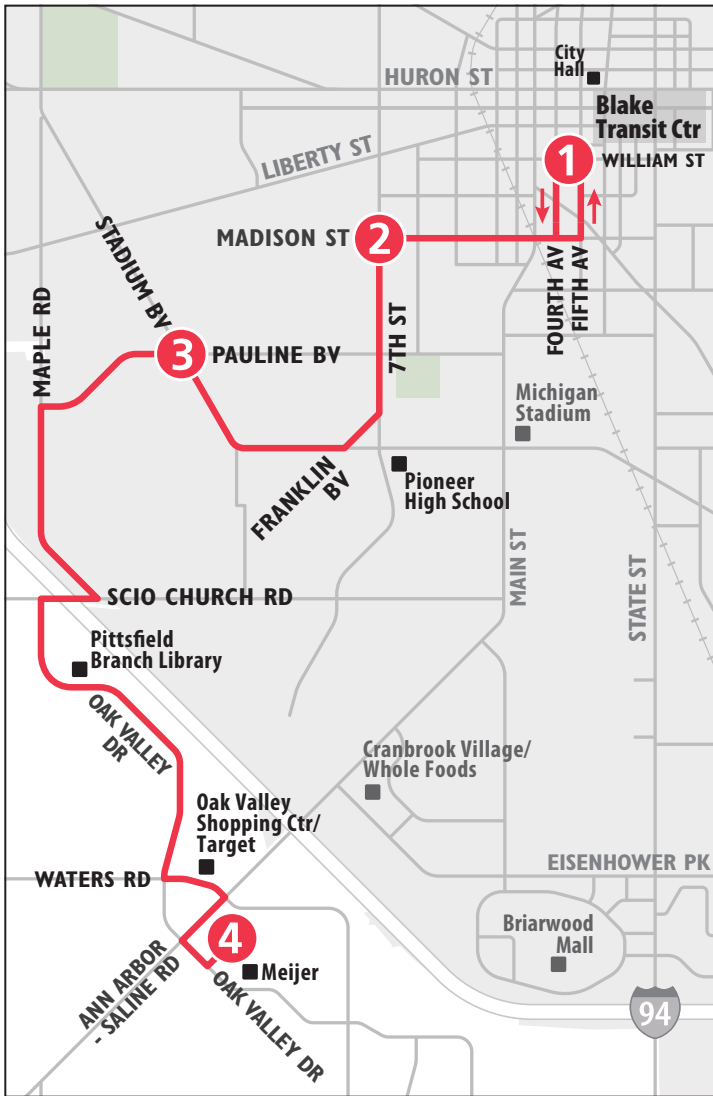 City
Hall
HURON ST
Blake
Transit Ctr
1
WILLIAM ST
LIBERTY ST
MADISON ST
2
STADIUM BV
FOURTH AV
FIFTH AV
MAPLE RD
3
PAULINE BV
7TH ST
Michigan
Stadium
FRANKLIN
BV
Pioneer
High School
MAIN ST
STATE ST
SCIO CHURCH RD
Pittsfield
Branch Library
OAK VALLEY
DR
Cranbrook Village/
Whole Foods
Oak Valley
Shopping Ctr/
Target
WATERS RD
EISENHOWER PK
4
Briarwood
Mall
Meijer
ANN ARBOR
- SALINE RD
OAK VALLEY DR
94